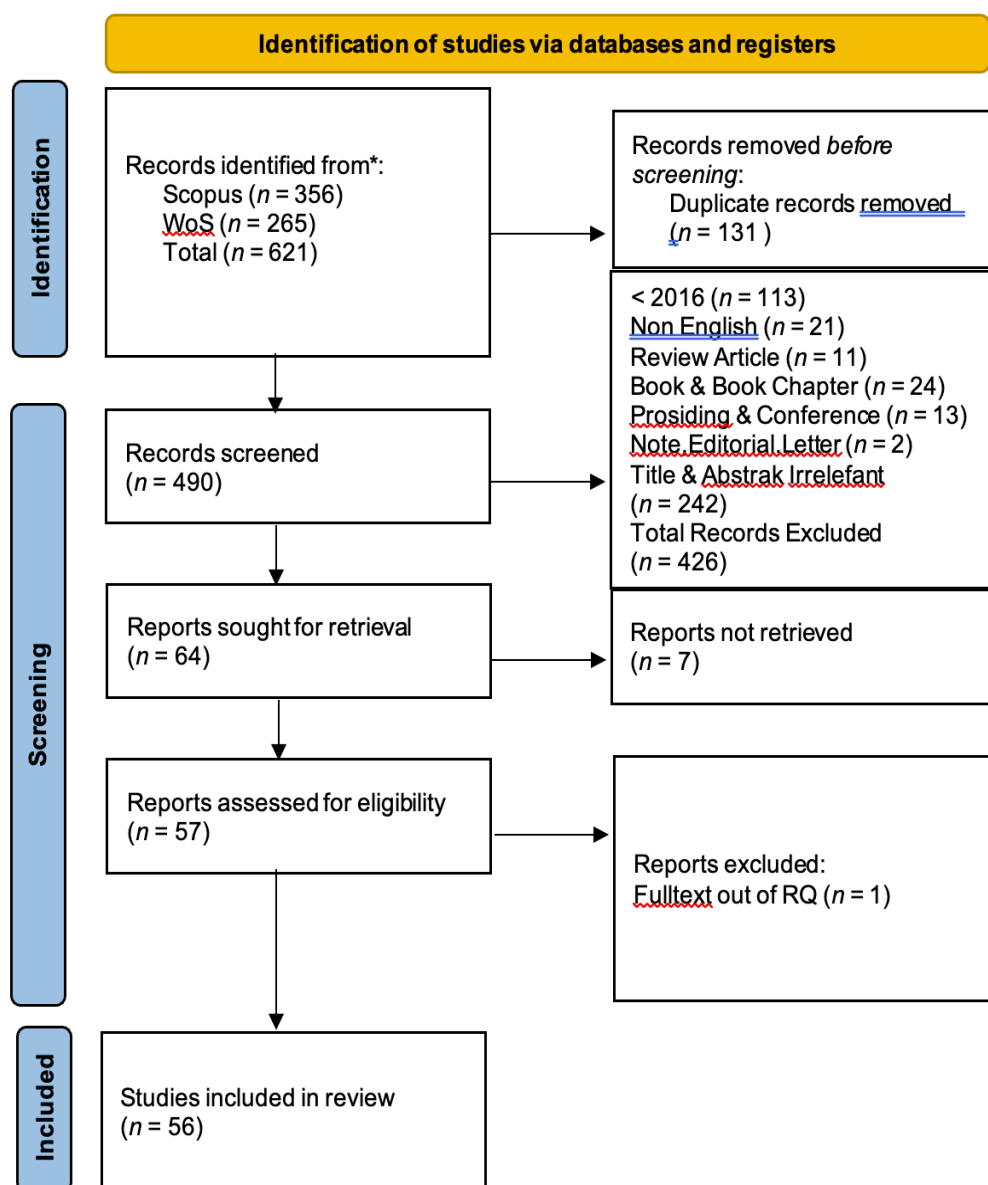 Identification of studies via databases and registers
Identification
Records identified from*:
Scopus (n = 356)
WoS (n = 265)
Total (n = 621)
Records removed before
screening:
Duplicate records removed
(n = 131 )
< 2016 (n = 113)
Non English (n = 21)
Review Article (n = 11)
Book & Book Chapter (n = 24)
Prosiding & Conference (n = 13)
Note,Editorial,Letter (n = 2)
Title & Abstrak Irrelefant
(n = 242)
Total Records Excluded
(n = 426)
Screening
Records screened
(n = 490)
Reports sought for retrieval
(n = 64)
Reports not retrieved
(n = 7)
Reports assessed for eligibility
(n = 57)
Reports excluded:
Fulltext out of RQ (n = 1)
Included
Studies included in review
(n = 56)